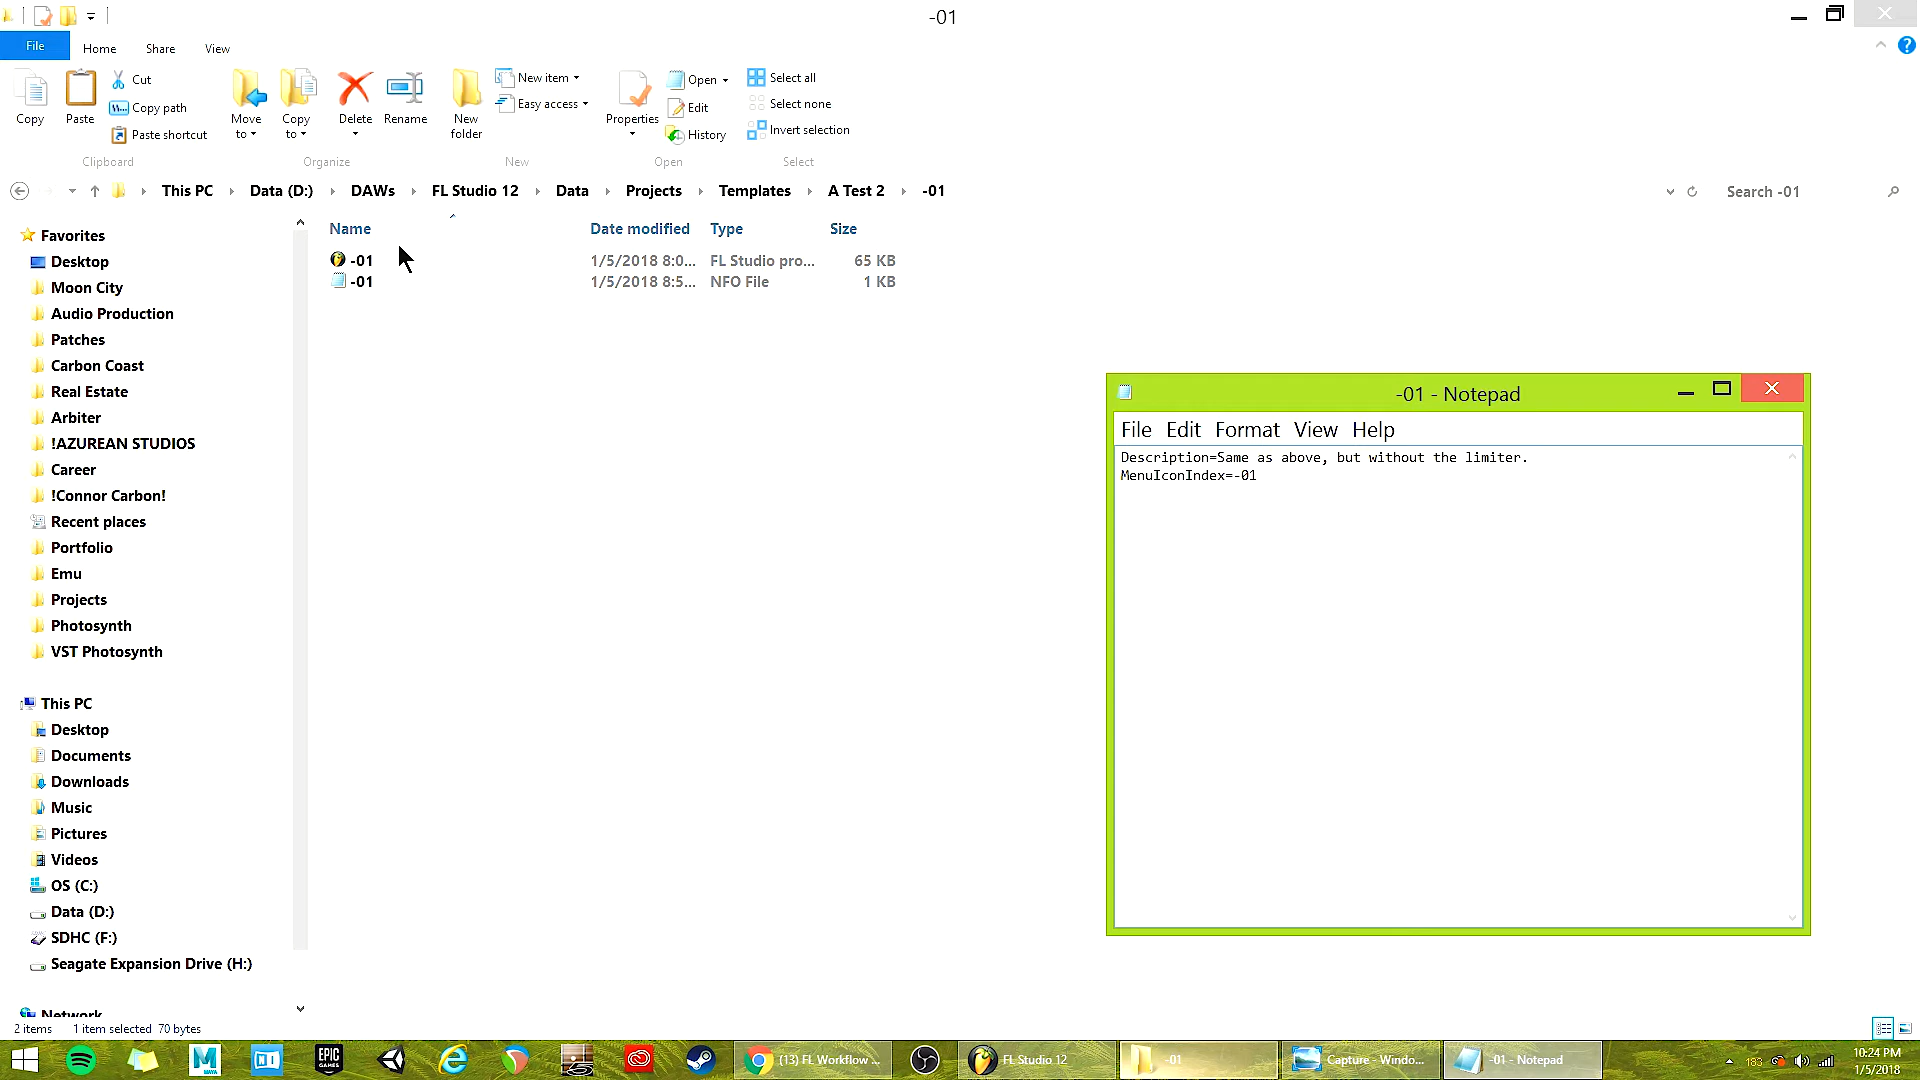 -01
File Home Share View
Copy
Paste
Cut
Copy path
Paste shortcut
Clipboard
Move to
Copy to
Delete
Rename
Organize
New folder
New item
Easy access
New
Properties
Open
Edit
History
Open
Select all
Select none
Invert selection
Select
This PC Data (D:) DAWs FL Studio 12 Data Projects Templates A Test 2 -01
Search -01
Name Date modified Type Size
-01 1/5/2018 8:0... FL Studio pro... 65 KB
-01 1/5/2018 8:5... NFO File 1 KB
Favorites
Desktop
Moon City
Audio Production
Patches
Carbon Coast
Real Estate
Arbiter
!AZUREAN STUDIOS
Career
!Connor Carbon!
Recent places
Portfolio
Emu
Projects
Photosynth
VST Photosynth
This PC
Desktop
Documents
Downloads
Music
Pictures
Videos
OS (C:)
Data (D:)
SDHC (F:)
Seagate Expansion Drive (H:)
Network
2 items 1 item selected 70 bytes
-01 - Notepad
File Edit Format View Help
Description=Same as above, but without the limiter.
MenuIconIndex=-01
MAYA
EPIC GAMES
(13) FL Workflow ...
FL Studio 12
-01
Capture - Windo...
-01 - Notepad
183
10:24 PM
1/5/2018